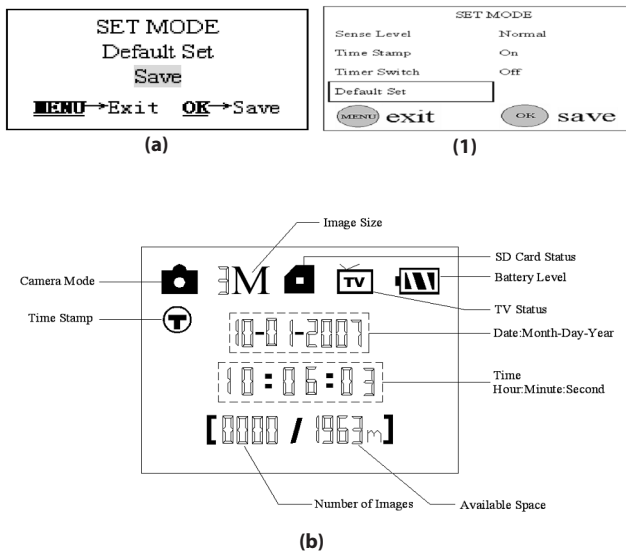 SET MODE
Default Set
Save
MENU→Exit OK→Save
(a)
SET MODE
Sense Level Normal
Time Stamp On
Timer Switch Off
Default Set
MENU exit OK save
(1)
Image Size
SD Card Status
Camera Mode
3M
TV
Battery Level
TV Status
Time Stamp
T
10-01-2007
Date:Month-Day-Year
10:06:03
Time
Hour:Minute:Second
[0000/1963m]
Number of Images
Available Space
(b)